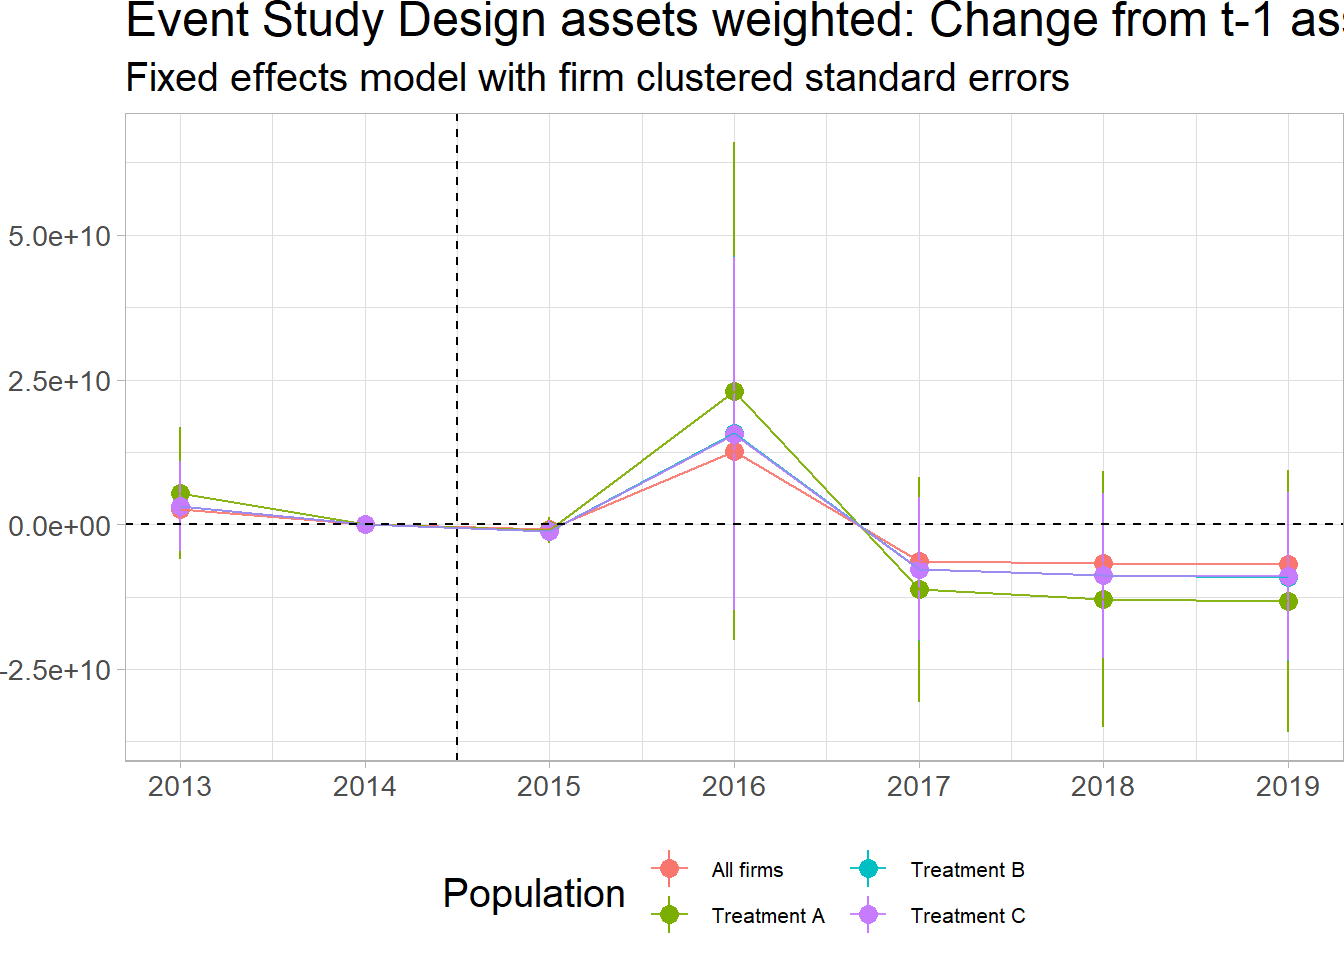 Event Study Design assets weighted: Change from t-1
Fixed effects model with firm clustered standard errors
5.0e+10
2.5e+10
0.0e+00
-2.5e+10
2013 2014 2015 2016 2017 2018 2019
Population
All firms
Treatment A
Treatment B
Treatment C